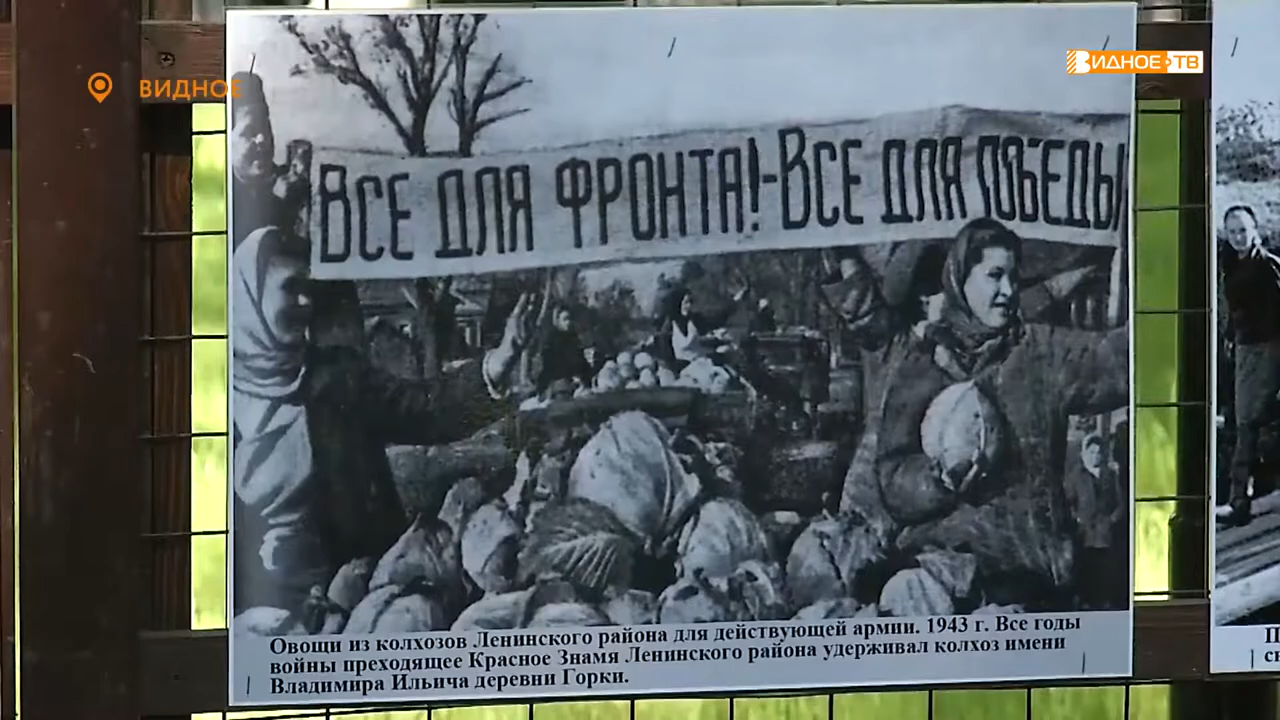 ВИДНОЕ
ВИДНОЕ ТВ
ВСЕ ДЛЯ ФРОНТА!-ВСЕ ДЛЯ ПОБЕДЫ
Овощи из колхозов Ленинского района для действующей армии. 1943 г. Все годы
войны преходящее Красное Знамя Ленинского района удерживал колхоз имени
Владимира Ильича деревни Горки.